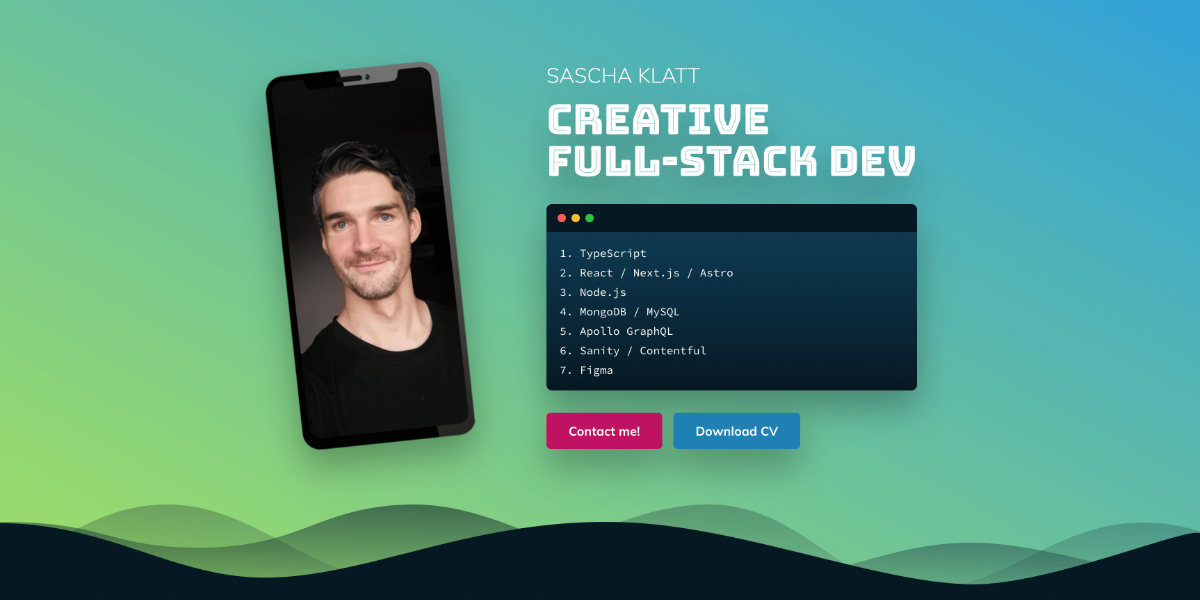 SASCHA KLATT
CREATIVE
FULL-STACK DEV
1. TypeScript
2. React / Next.js / Astro
3. Node.js
4. MongoDB / MySQL
5. Apollo GraphQL
6. Sanity / Contentful
7. Figma
Contact me! Download CV